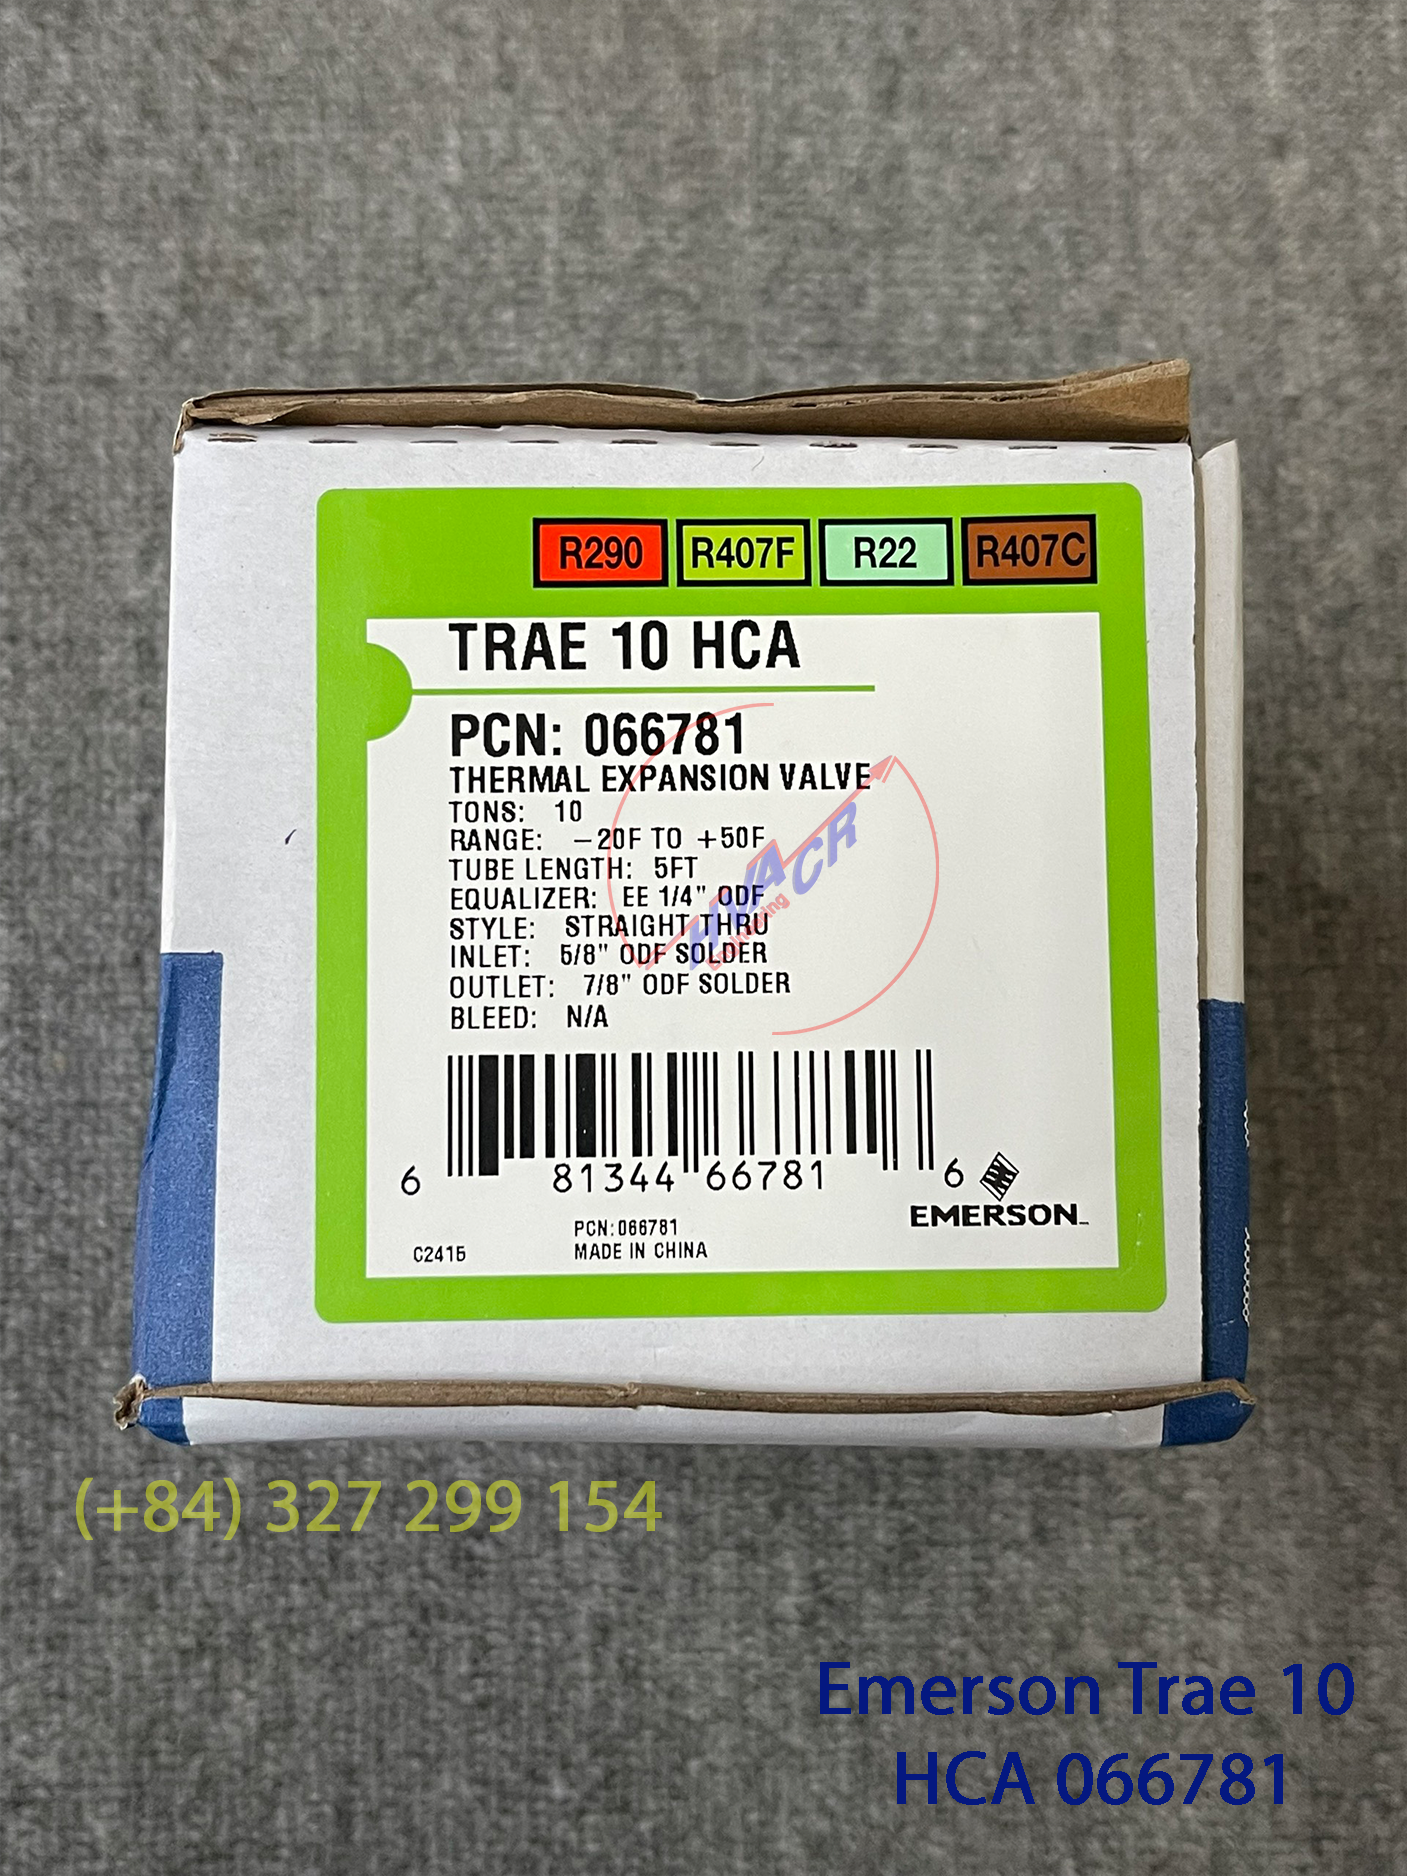 R290 R407F R22 R407C
TRAE 10 HCA
PCN: 066781
THERMAL EXPANSION VALVE
TONS: 10
RANGE: -20F TO +50F
TUBE LENGTH: 5FT
EQUALIZER: EE 1/4" ODF
STYLE: STRAIGHT THRU
INLET: 5/8" ODF SOLDER
OUTLET: 7/8" ODF SOLDER
BLEED: N/A
HVACR
Engineering
6 81344 66781 6
EMERSON™
PCN:066781
C2415 MADE IN CHINA
(+84) 327 299 154
Emerson Trae 10
HCA 066781